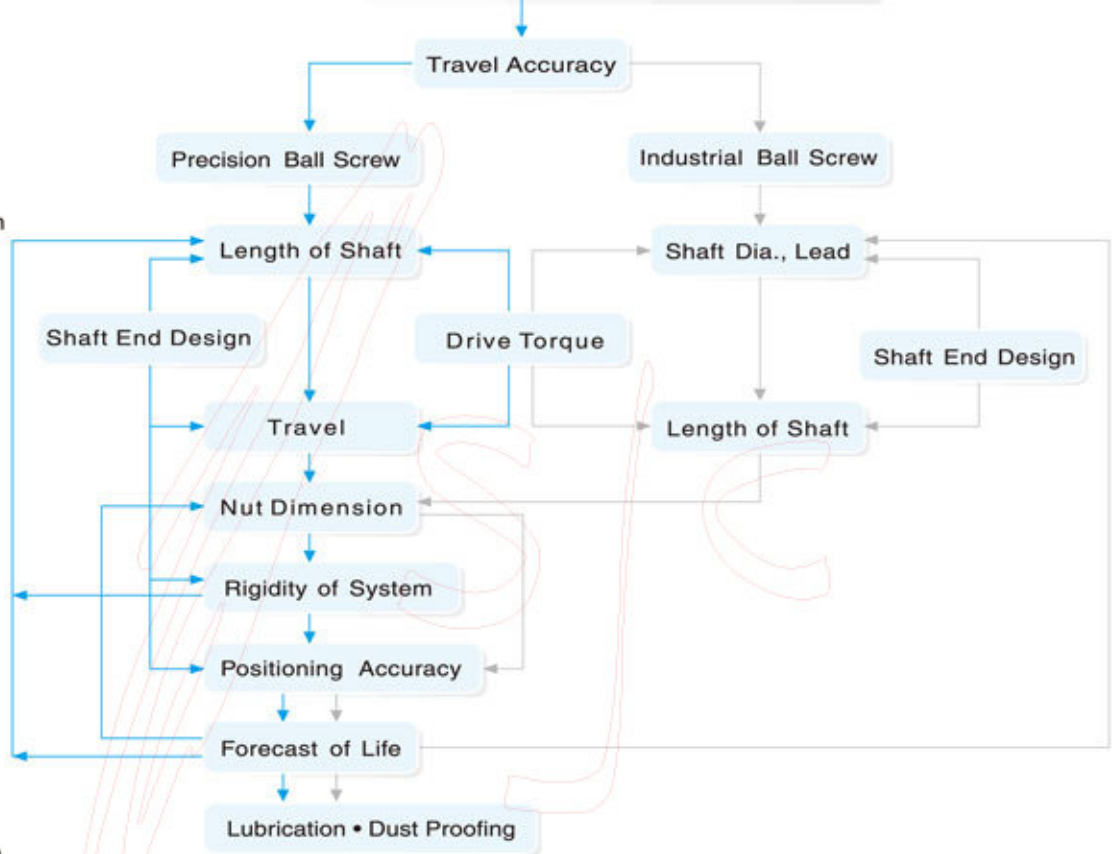 Travel Accuracy
Precision Ball Screw
Industrial Ball Screw
Length of Shaft
Shaft Dia., Lead
Shaft End Design
Drive Torque
Shaft End Design
Travel
Length of Shaft
Nut Dimension
Rigidity of System
Positioning Accuracy
Forecast of Life
Lubrication • Dust Proofing